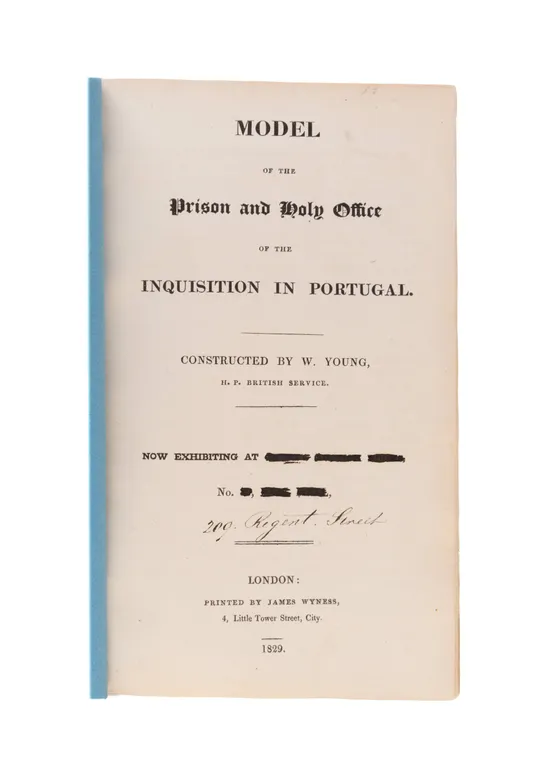 MODEL
OF THE
Prison and Holy Office
OF THE
INQUISITION IN PORTUGAL.
CONSTRUCTED BY W. YOUNG,
H. P. BRITISH SERVICE.
NOW EXHIBITING AT
No.
209. Regent. Street
LONDON:
PRINTED BY JAMES WYNESS,
4, Little Tower Street, City.
1829.